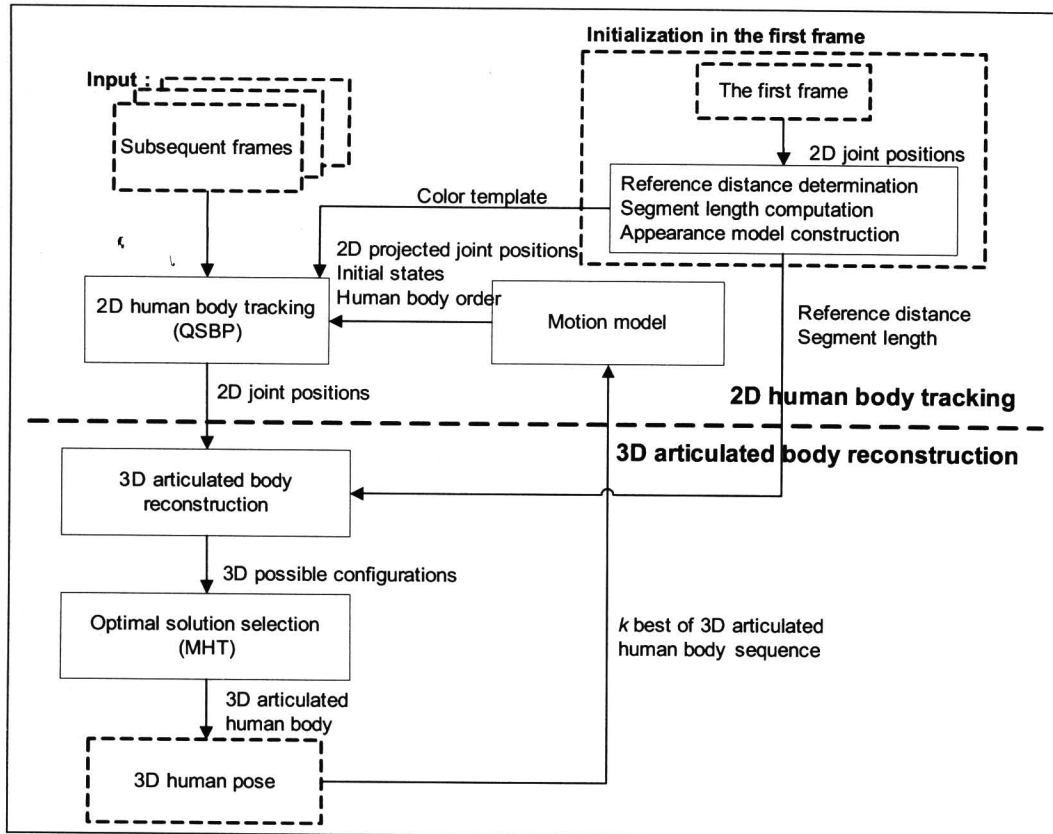 Initialization in the first frame
Input :
The first frame
Subsequent frames
2D joint positions
Reference distance determination
Segment length computation
Appearance model construction
Color template
2D projected joint positions
Initial states
Human body order
2D human body tracking
(QSBP)
Motion model
Reference distance
Segment length
2D joint positions
2D human body tracking
3D articulated body reconstruction
3D articulated body
reconstruction
3D possible configurations
Optimal solution selection
(MHT)
k best of 3D articulated
human body sequence
3D articulated
human body
3D human pose